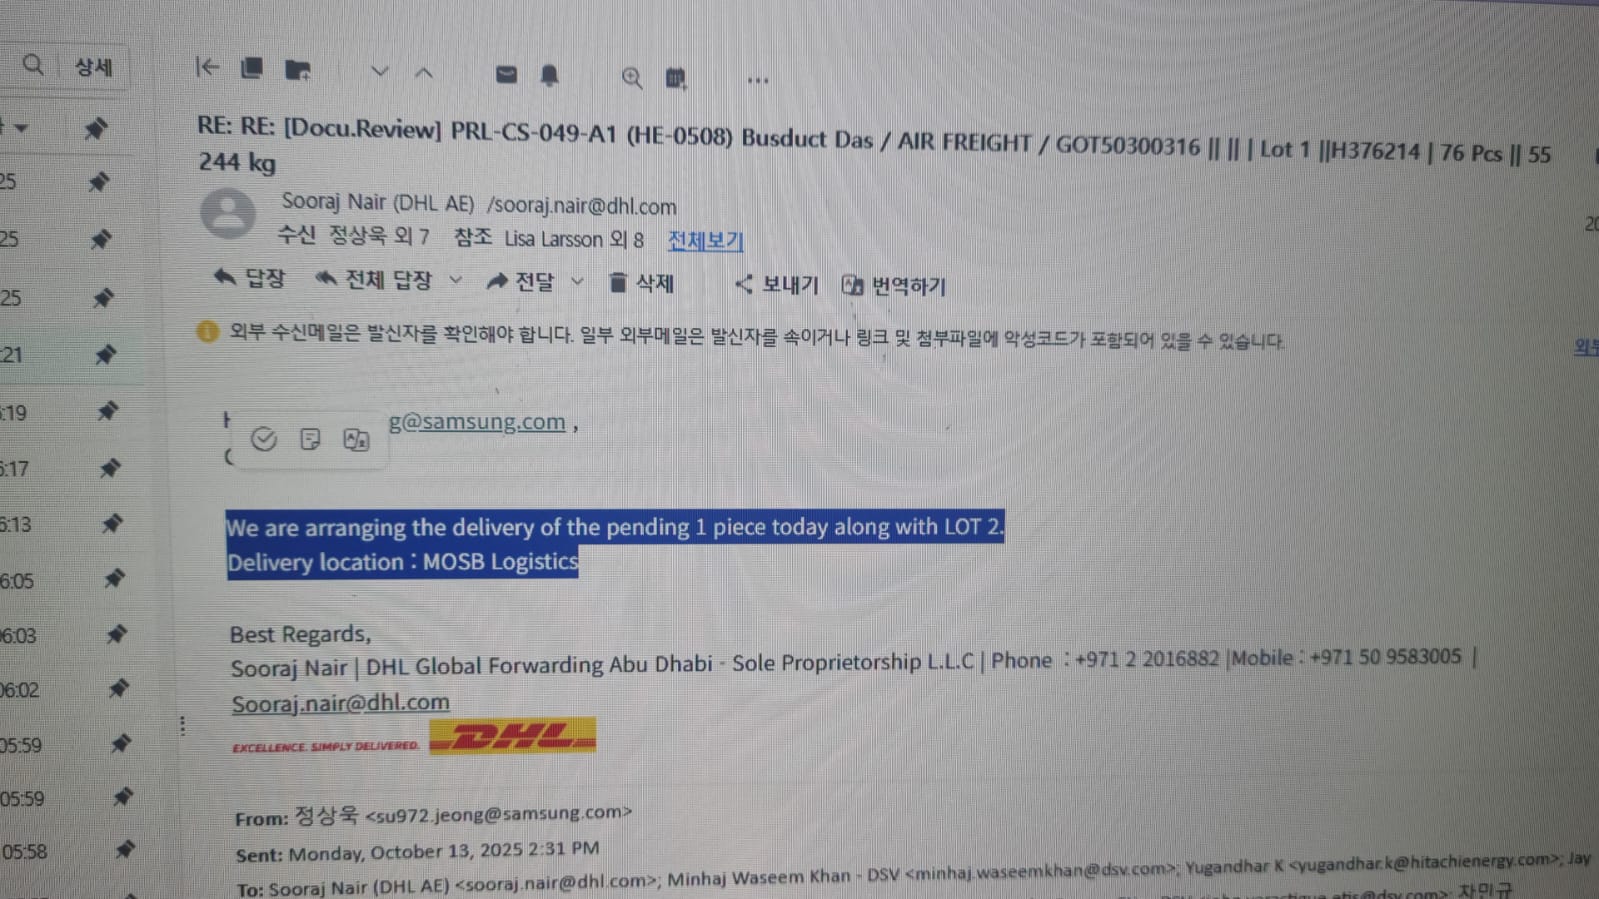 상세
RE: RE: [Docu.Review] PRL-CS-049-A1 (HE-0508) Busduct Das / AIR FREIGHT / GOT50300316 || || | Lot 1 ||H376214 | 76 Pcs || 55
244 kg
25
Sooraj Nair (DHL AE) /sooraj.nair@dhl.com
25
수신 정상욱 외 7 참조 Lisa Larsson 외 8 전체보기
25
답장 전체 답장 전달 삭제 보내기 번역하기
외부 수신메일은 발신자를 확인해야 합니다. 일부 외부메일은 발신자를 속이거나 링크 및 첨부파일에 악성코드가 포함되어 있을 수 있습니다.
:21
:19
g@samsung.com ,
:17
We are arranging the delivery of the pending 1 piece today along with LOT 2.
6:13
Delivery location : MOSB Logistics
6:05
Best Regards,
6:03
Sooraj Nair | DHL Global Forwarding Abu Dhabi - Sole Proprietorship L.L.C | Phone : +971 2 2016882 |Mobile : +971 50 9583005 |
06:02
Sooraj.nair@dhl.com
05:59
EXCELLENCE. SIMPLY DELIVERED. DHL
05:59
From: 정상욱 <su972.jeong@samsung.com>
05:58
Sent: Monday, October 13, 2025 2:31 PM
To: Sooraj Nair (DHL AE) <sooraj.nair@dhl.com>; Minhaj Waseem Khan - DSV <minhaj.waseemkhan@dsv.com>; Yugandhar K <yugandhar.k@hitachienergy.com>; Jay
차민규